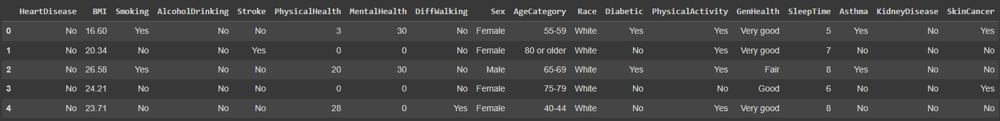 HeartDisease BMI Smoking AlcoholDrinking Stroke PhysicalHealth MentalHealth DiffWalking Sex AgeCategory Race Diabetic PhysicalActivity GenHealth SleepTime Asthma KidneyDisease SkinCancer
0 No 16.60 Yes No No 3 30 No Female 55-59 White Yes Yes Very good 5 Yes No Yes
1 No 20.34 No No Yes 0 0 No Female 80 or older White No Yes Very good 7 No No No
2 No 26.58 Yes No No 20 30 No Male 65-69 White Yes Yes Fair 8 Yes No No
3 No 24.21 No No No 0 0 No Female 75-79 White No No Good 6 No No Yes
4 No 23.71 No No No 28 0 Yes Female 40-44 White No Yes Very good 8 No No No